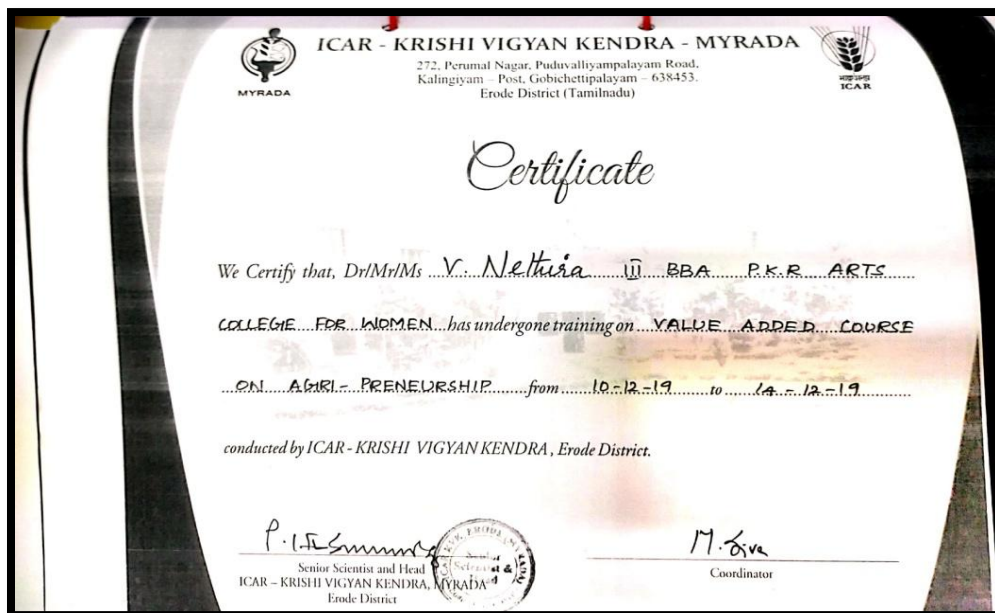 ICAR - KRISHI VIGYAN KENDRA - MYRADA
272, Perumal Nagar, Puduvalliyampalayam Road,
Kalingiyam – Post, Gobichettipalayam – 638453.
Erode District (Tamilnadu)
MYRADA
ICAR
Certificate
We Certify that, Dr/Mr/Ms V. Nethra III BBA P.K.R ARTS
COLLEGE FOR WOMEN has undergone training on VALUE ADDED COURSE
ON AGRI-PRENEURSHIP from 10-12-19 to 14-12-19
conducted by ICAR - KRISHI VIGYAN KENDRA, Erode District.
M. Siva
Senior Scientist and Head
ICAR – KRISHI VIGYAN KENDRA, MYRADA
Erode District
Coordinator